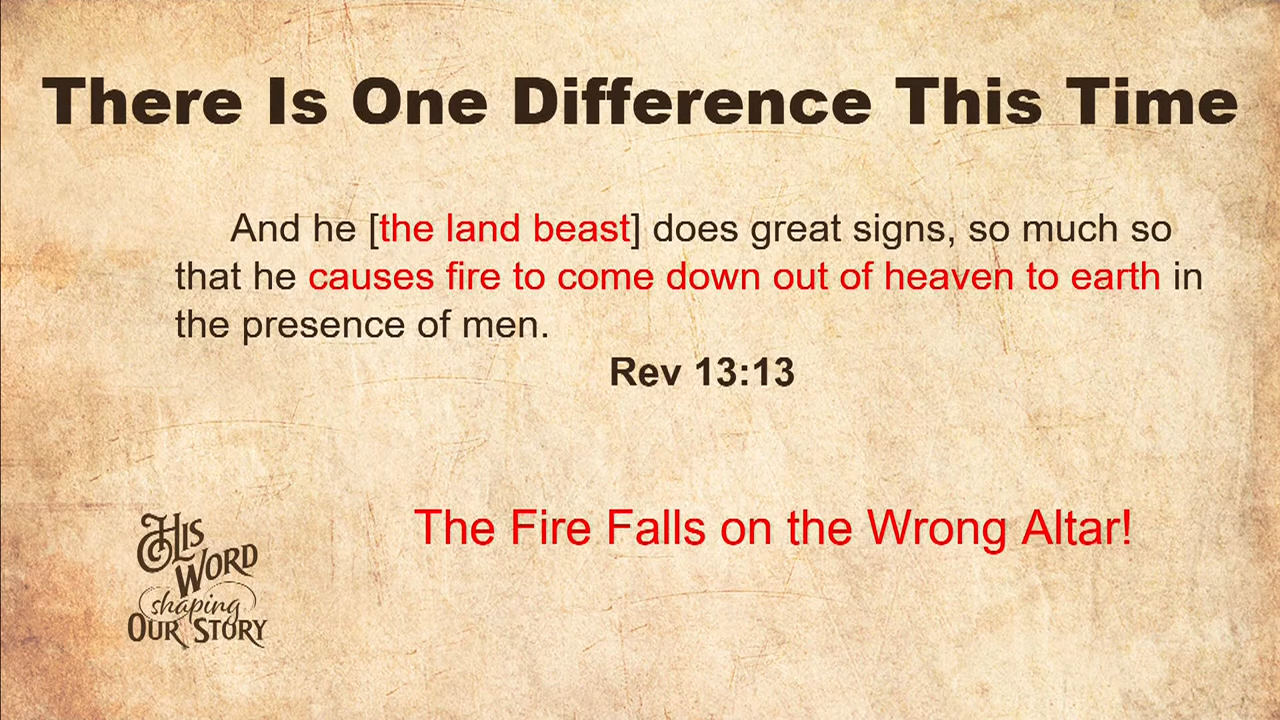 There Is One Difference This Time
And he [the land beast] does great signs, so much so
that he causes fire to come down out of heaven to earth in
the presence of men.
Rev 13:13
The Fire Falls on the Wrong Altar!
HIS
WORD
shaping
OUR STORY